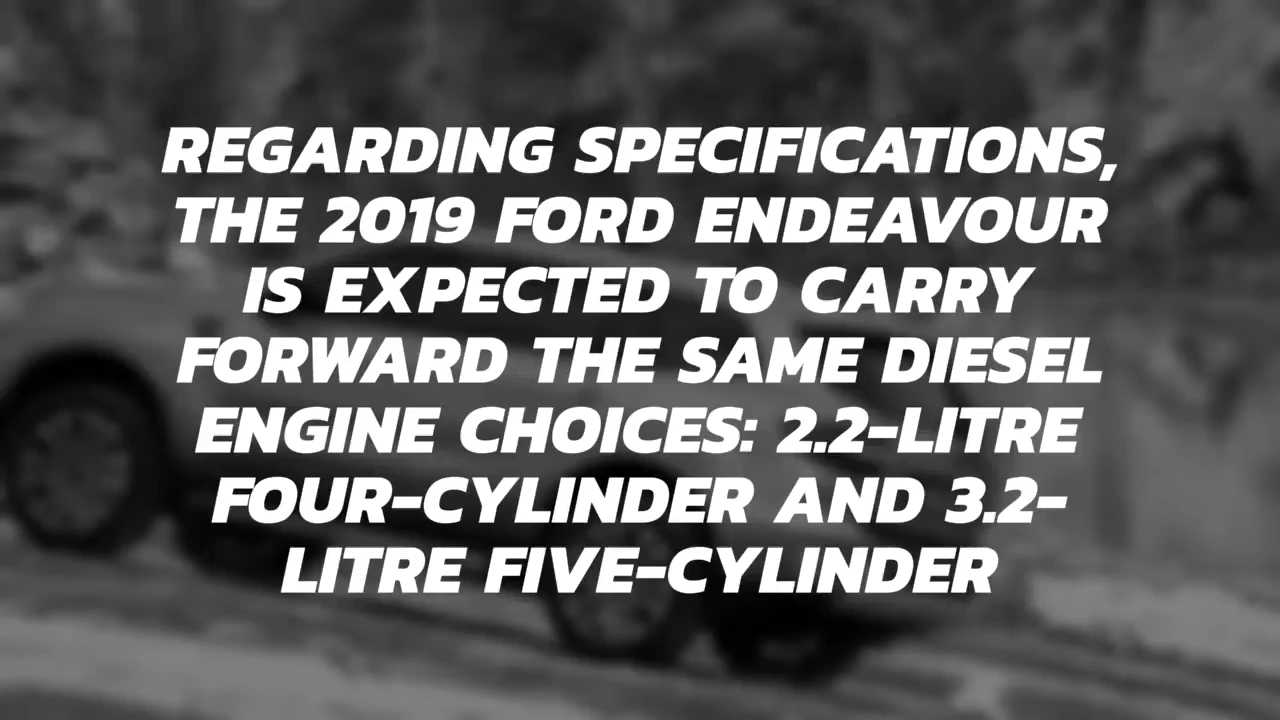 REGARDING SPECIFICATIONS,
THE 2019 FORD ENDEAVOUR
IS EXPECTED TO CARRY
FORWARD THE SAME DIESEL
ENGINE CHOICES: 2.2-LITRE
FOUR-CYLINDER AND 3.2-
LITRE FIVE-CYLINDER